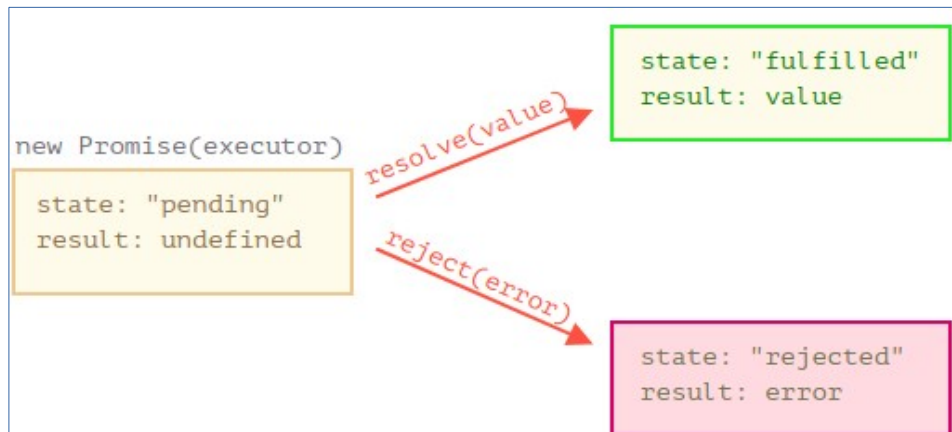 new Promise(executor)
state: "pending"
result: undefined
resolve(value)
reject(error)
state: "fulfilled"
result: value
state: "rejected"
result: error